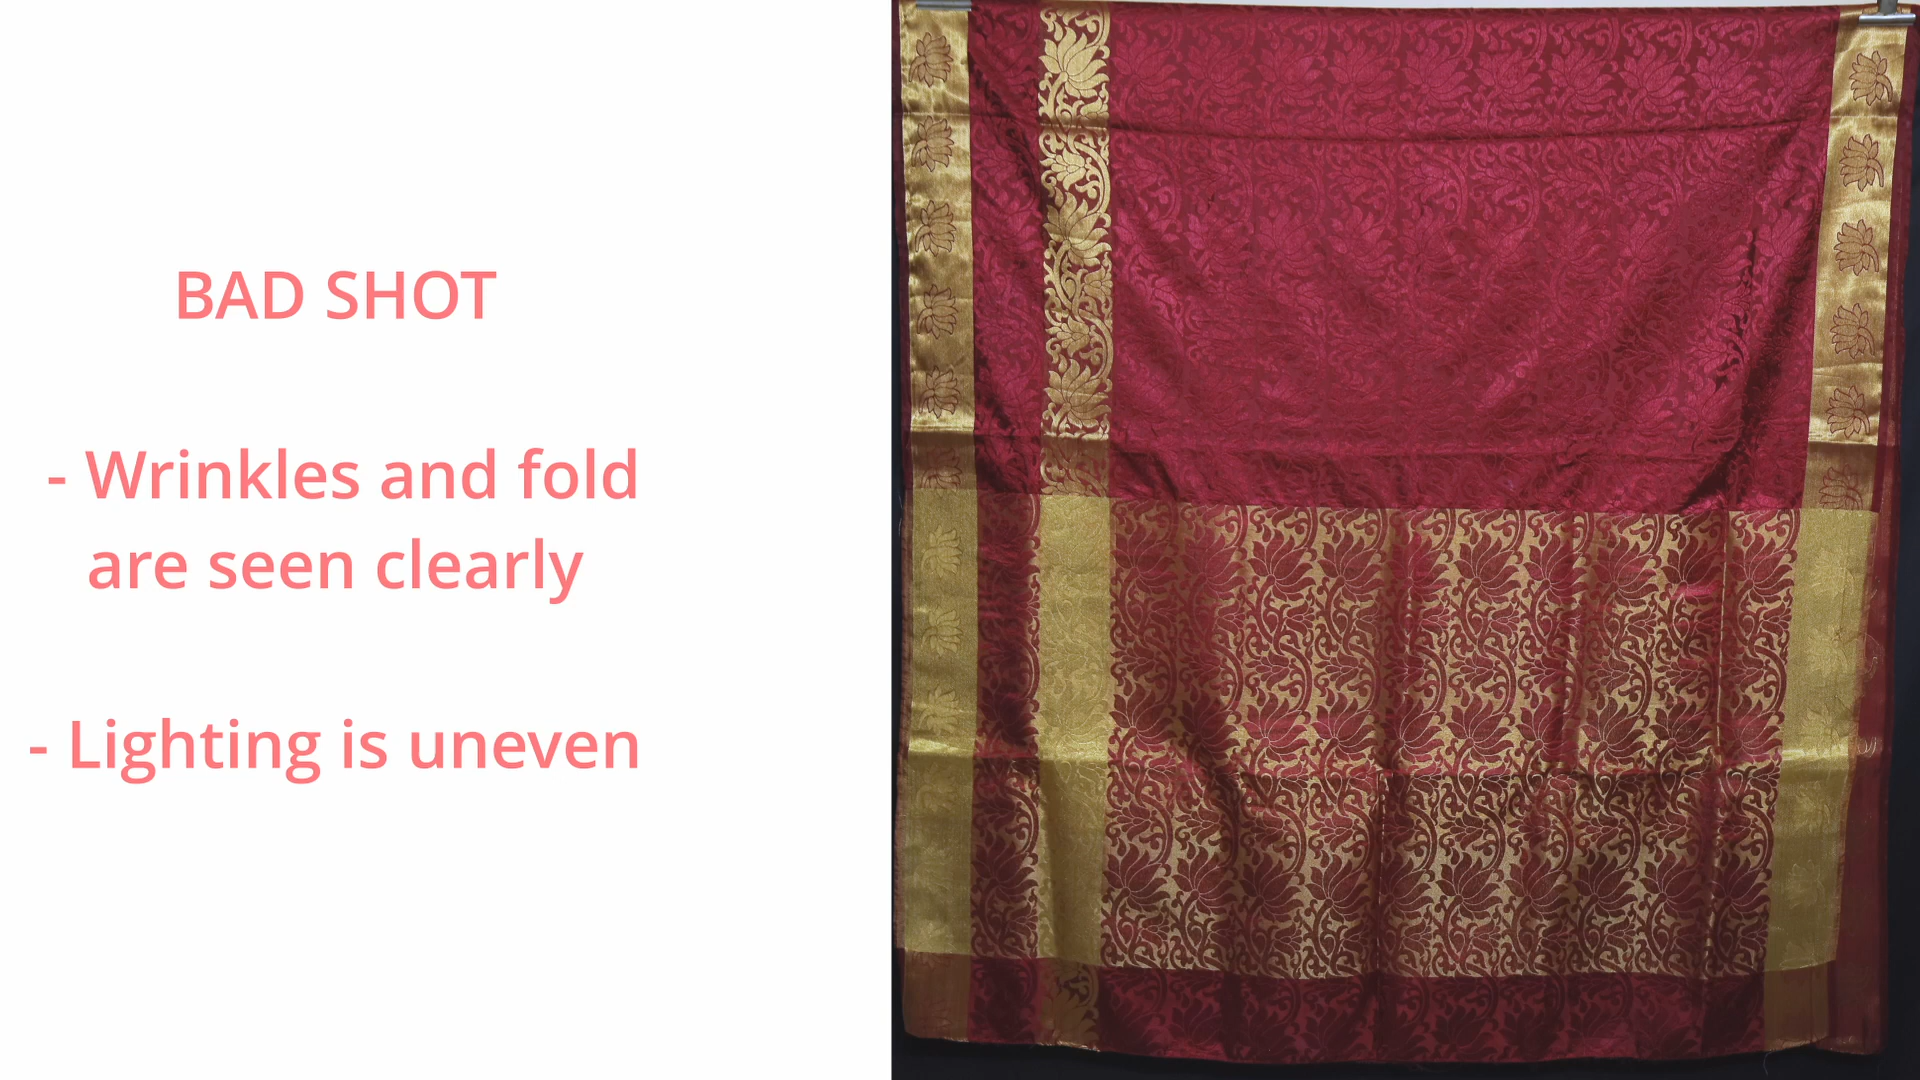 BAD SHOT
- Wrinkles and fold
are seen clearly
- Lighting is uneven